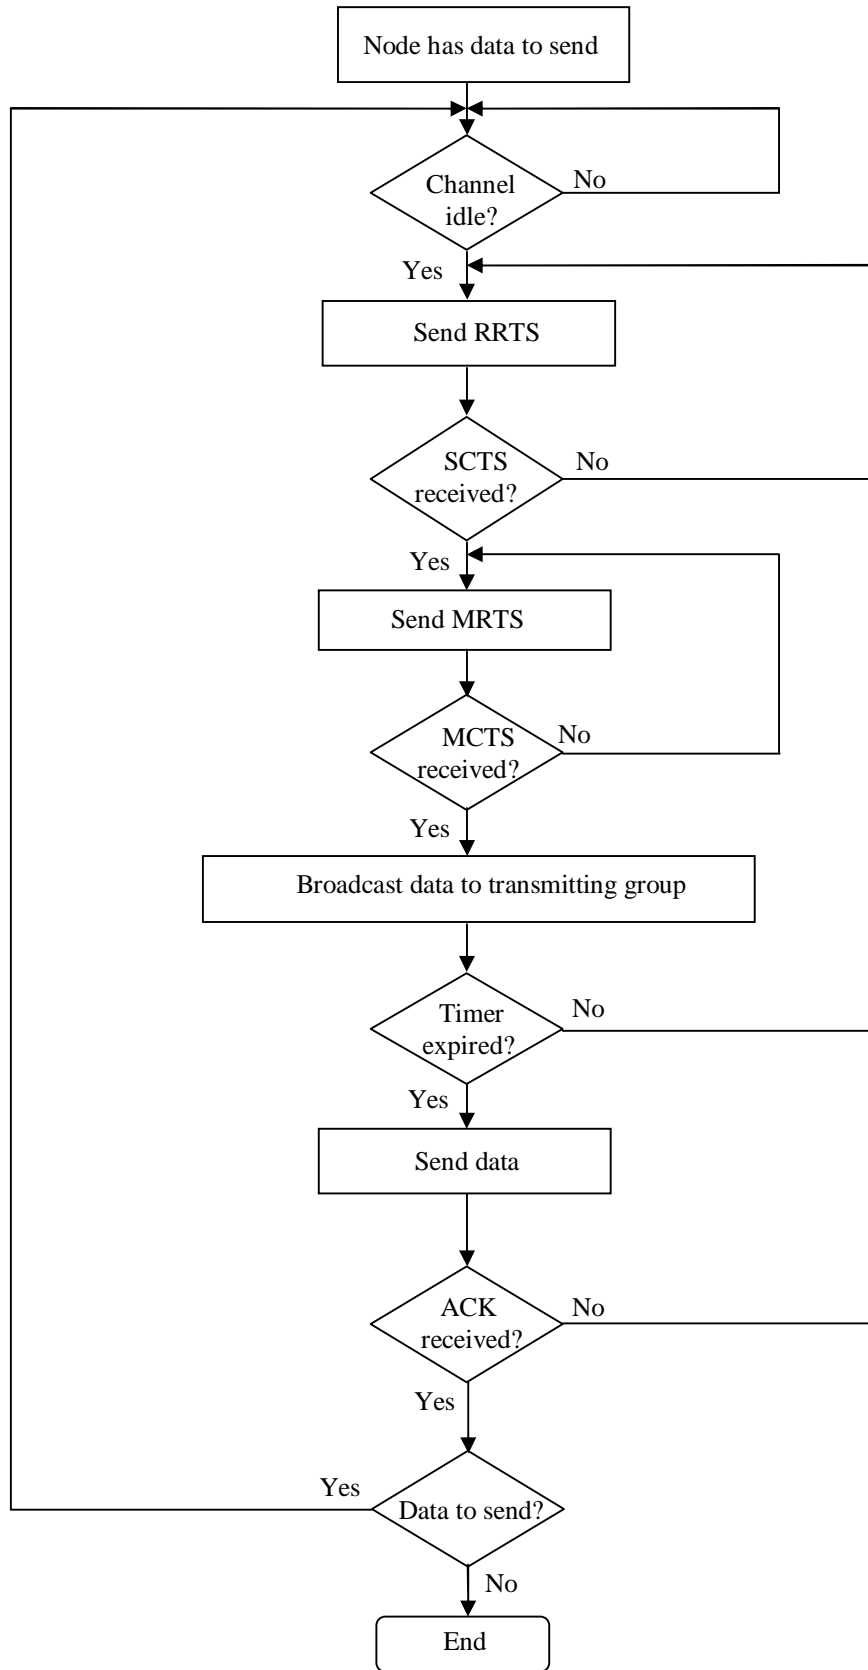 Node has data to send
Channel
No
idle?
Yes
Send RRTS
SCTS
No
received?
Yes
Send MRTS
MCTS
No
received?
Yes
Broadcast data to transmitting group
Timer
No
expired?
Yes
Send data
ACK
No
received?
Yes
Yes
Data to send?
No
End